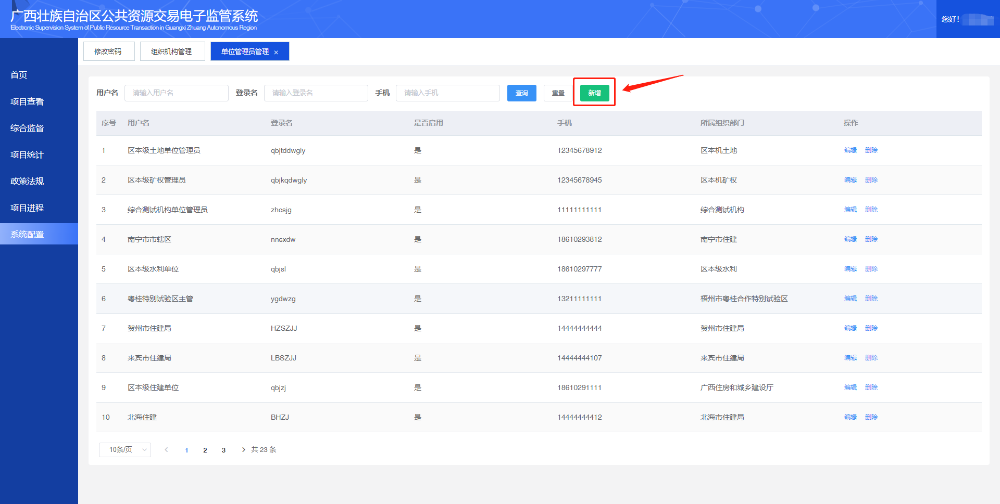 广西壮族自治区公共资源交易电子监管系统
Electronic Supervision System of Public Resource Transaction in Guangxi Zhuang Autonomous Region
您好!
修改密码 组织机构管理 单位管理员管理 ×
首页
项目查看
综合监督
项目统计
政策法规
项目进程
系统配置
用户名 请输入用户名 登录名 请输入登录名 手机 请输入手机 查询 重置 新增
序号 用户名 登录名 是否启用 手机 所属组织部门 操作
1 区本级土地单位管理员 qbjtddwgly 是 12345678912 区本机土地 编辑 删除
2 区本级矿权管理员 qbjkqdwgly 是 12345678945 区本机矿权 编辑 删除
3 综合测试机构单位管理员 zhcsjg 是 11111111111 综合测试机构 编辑 删除
4 南宁市市辖区 nnsxdw 是 18610293812 南宁市住建 编辑 删除
5 区本级水利单位 qbjsl 是 18610297777 区本级水利 编辑 删除
6 粤桂特别试验区主管 ygdwzg 是 13211111111 梧州市粤桂合作特别试验区 编辑 删除
7 贺州市住建局 HZSZJJ 是 14444444444 贺州市住建局 编辑 删除
8 来宾市住建局 LBSZJJ 是 14444444107 来宾市住建局 编辑 删除
9 区本级住建单位 qbjzj 是 18610291111 广西住房和城乡建设厅 编辑 删除
10 北海住建 BHZJ 是 14444444412 北海市住建局 编辑 删除
10条/页 1 2 3 共 23 条